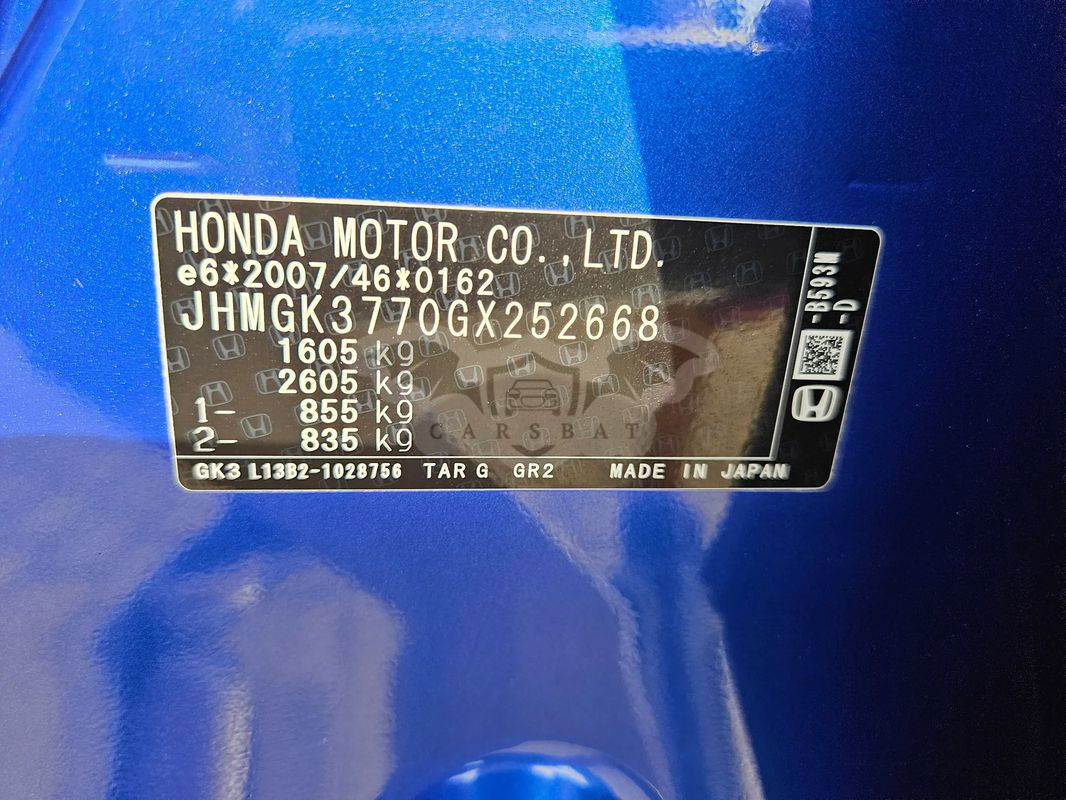 HONDA MOTOR CO.,LTD.
e6*2007/46*0162
JHMGK3770GX252668
1605 kg
2605 kg
1- 855 kg
2- 835 kg
GK3 L13B2-1028756 TAR G GR2 MADE IN JAPAN
-B593M
-D
CARSBAT